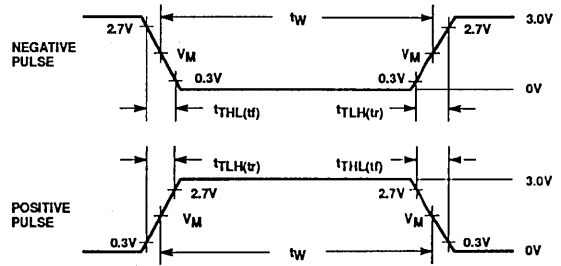 tW
3.0V
2.7V
2.7V
NEGATIVE
PULSE
VM
VM
0.3V
0.3V
0V
tTHL(tf)
tTLH(tr)
tTLH(tr)
tTHL(tf)
3.0V
2.7V
2.7V
POSITIVE
PULSE
VM
VM
0.3V
0.3V
tW
0V